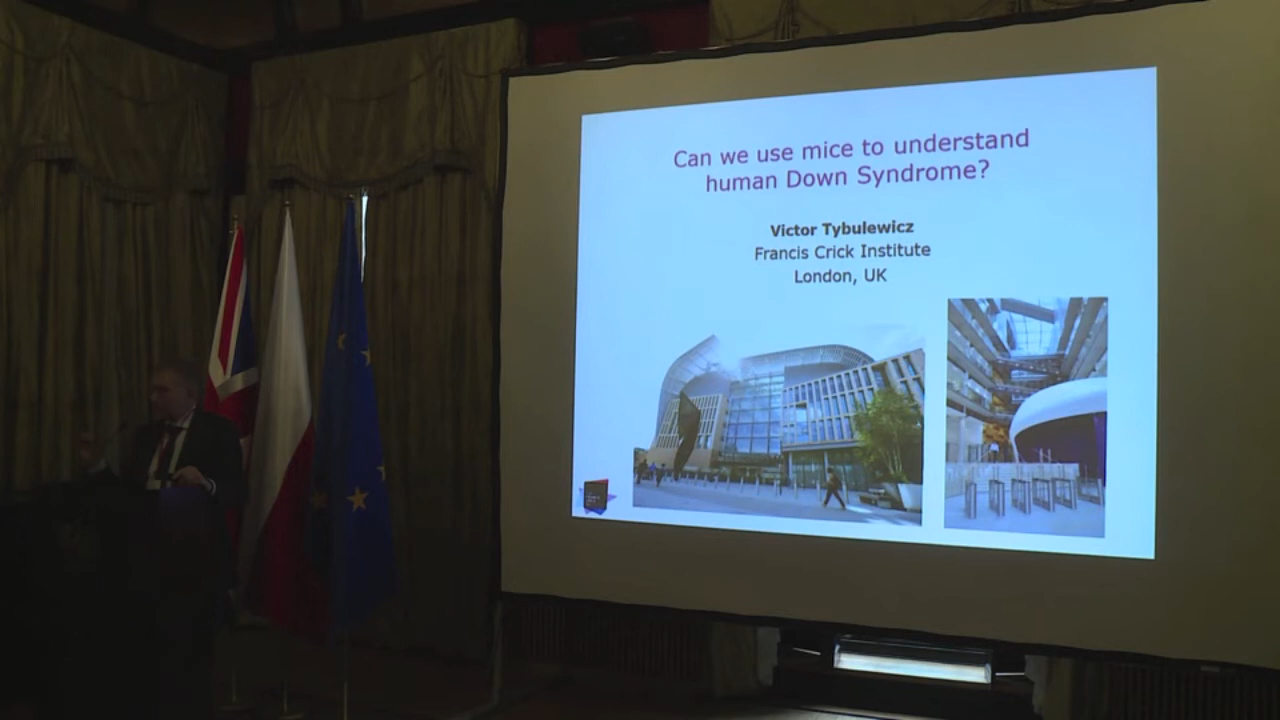 Can we use mice to understand
human Down Syndrome?
Victor Tybulewicz
Francis Crick Institute
London, UK